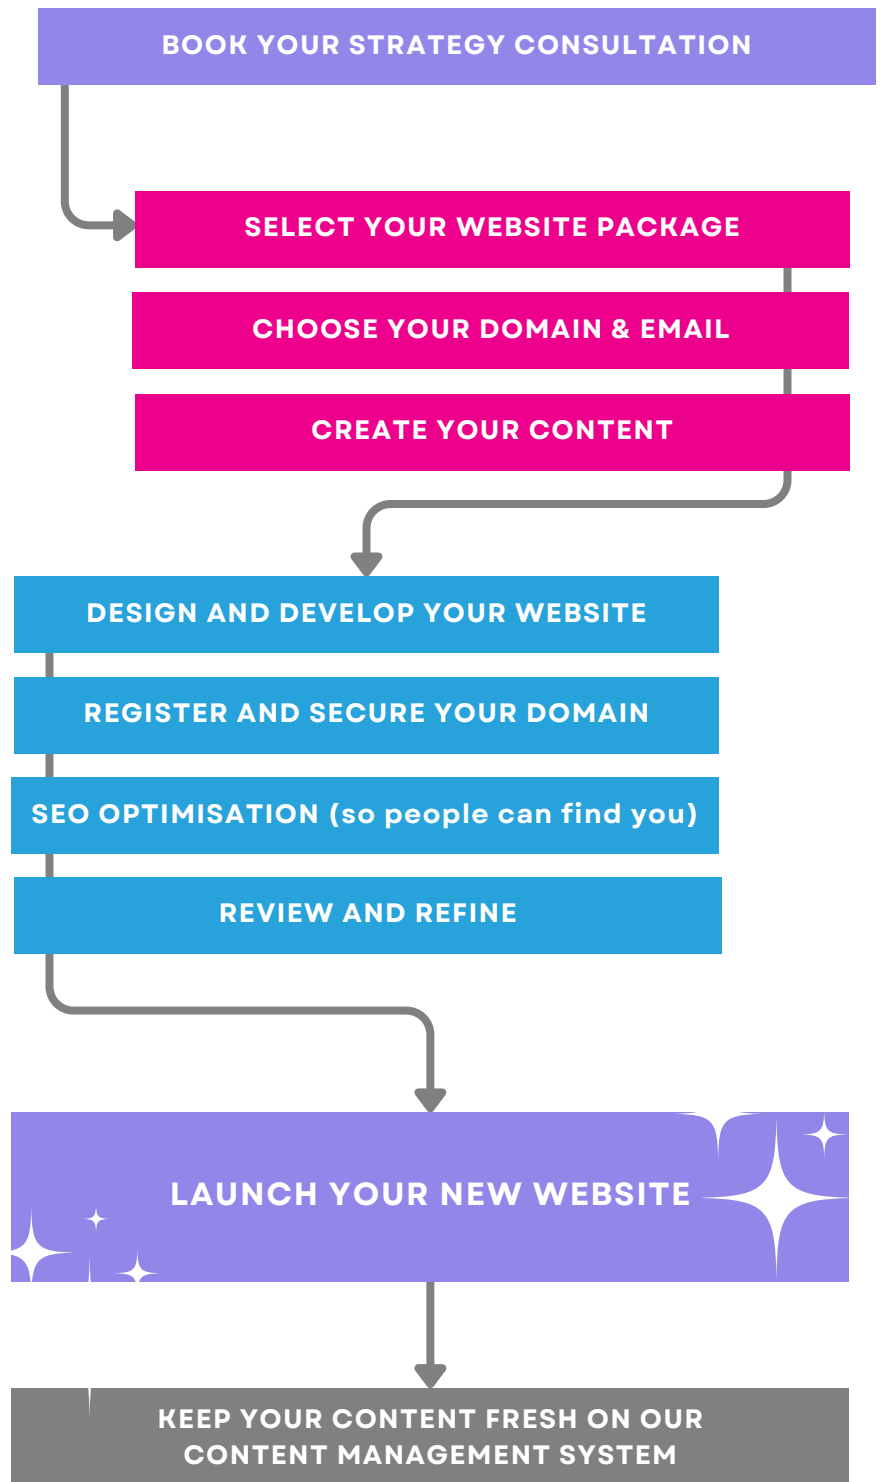 BOOK YOUR STRATEGY CONSULTATION
SELECT YOUR WEBSITE PACKAGE
CHOOSE YOUR DOMAIN & EMAIL
CREATE YOUR CONTENT
DESIGN AND DEVELOP YOUR WEBSITE
REGISTER AND SECURE YOUR DOMAIN
SEO OPTIMISATION (so people can find you)
REVIEW AND REFINE
LAUNCH YOUR NEW WEBSITE
KEEP YOUR CONTENT FRESH ON OUR
CONTENT MANAGEMENT SYSTEM